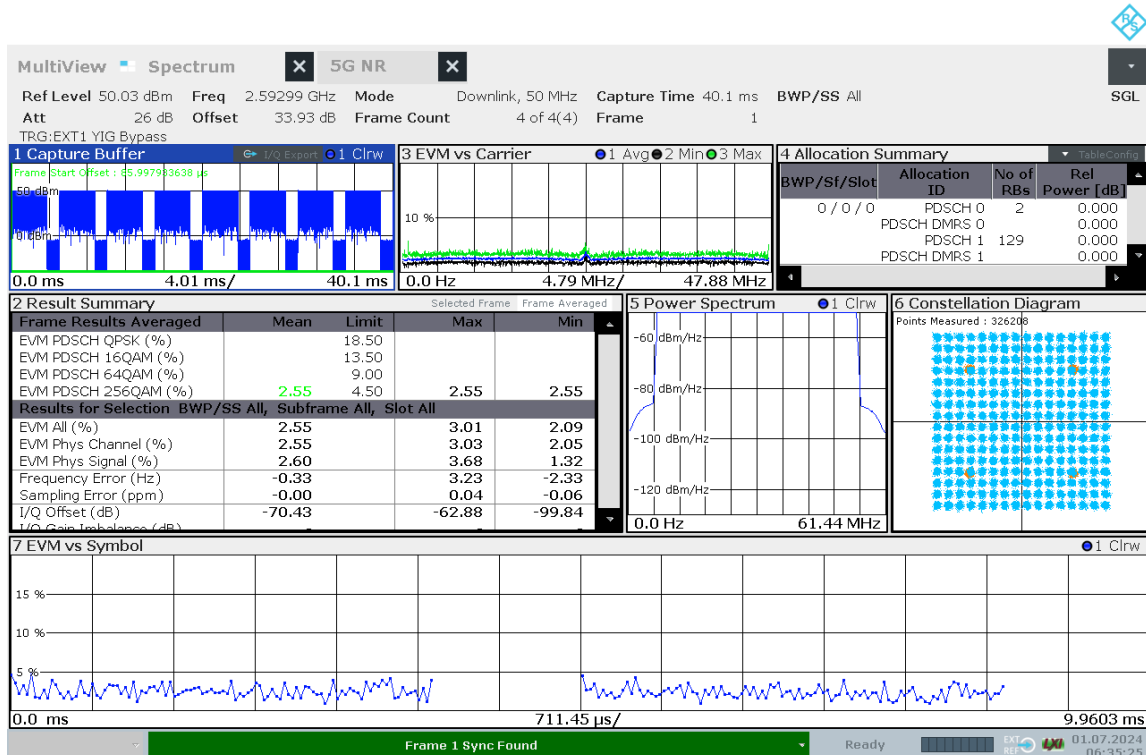 R&S
MultiView Spectrum X 5G NR X
Ref Level 50.03 dBm Freq 2.59299 GHz Mode Downlink, 50 MHz Capture Time 40.1 ms BWP/SS All SGL
Att 26 dB Offset 33.93 dB Frame Count 4 of 4(4) Frame 1
TRG:EXT1 YIG Bypass
1 Capture Buffer I/Q Export 1 Clrw
Frame Start Offset : 85.997983638 µs
50 dBm
0 dBm
0.0 ms 4.01 ms/ 40.1 ms
3 EVM vs Carrier 1 Avg 2 Min 3 Max
10 %
0.0 Hz 4.79 MHz/ 47.88 MHz
4 Allocation Summary TableConfig
BWP/Sf/Slot Allocation ID No of RBs Rel Power [dB]
0 / 0 / 0 PDSCH 0 2 0.000
PDSCH DMRS 0 0.000
PDSCH 1 129 0.000
PDSCH DMRS 1 0.000
2 Result Summary Selected Frame Frame Averaged
Frame Results Averaged Mean Limit Max Min
EVM PDSCH QPSK (%) 18.50
EVM PDSCH 16QAM (%) 13.50
EVM PDSCH 64QAM (%) 9.00
EVM PDSCH 256QAM (%) 2.55 4.50 2.55 2.55
Results for Selection BWP/SS All, Subframe All, Slot All
EVM All (%) 2.55 3.01 2.09
EVM Phys Channel (%) 2.55 3.03 2.05
EVM Phys Signal (%) 2.60 3.68 1.32
Frequency Error (Hz) -0.33 3.23 -2.33
Sampling Error (ppm) -0.00 0.04 -0.06
I/Q Offset (dB) -70.43 -62.88 -99.84
I/Q Gain Imbalance (dB) - - -
5 Power Spectrum 1 Clrw
-60 dBm/Hz
-80 dBm/Hz
-100 dBm/Hz
-120 dBm/Hz
0.0 Hz 61.44 MHz
6 Constellation Diagram
Points Measured : 326208
7 EVM vs Symbol 1 Clrw
15 %
10 %
5 %
0.0 ms 711.45 µs/ 9.9603 ms
Frame 1 Sync Found Ready EXT REF LXI 01.07.2024
06:35:25